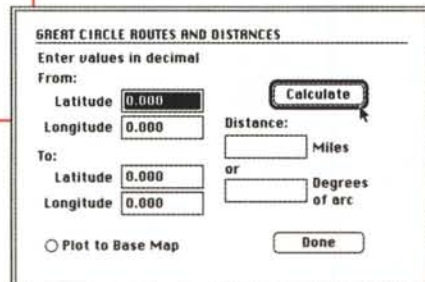 GREAT CIRCLE ROUTES AND DISTANCES
Enter values in decimal
From:
Latitude 0.000
Longitude 0.000
To:
Latitude 0.000
Longitude 0.000
Plot to Base Map
Calculate
Distance:
Miles
or
Degrees
of arc
Done